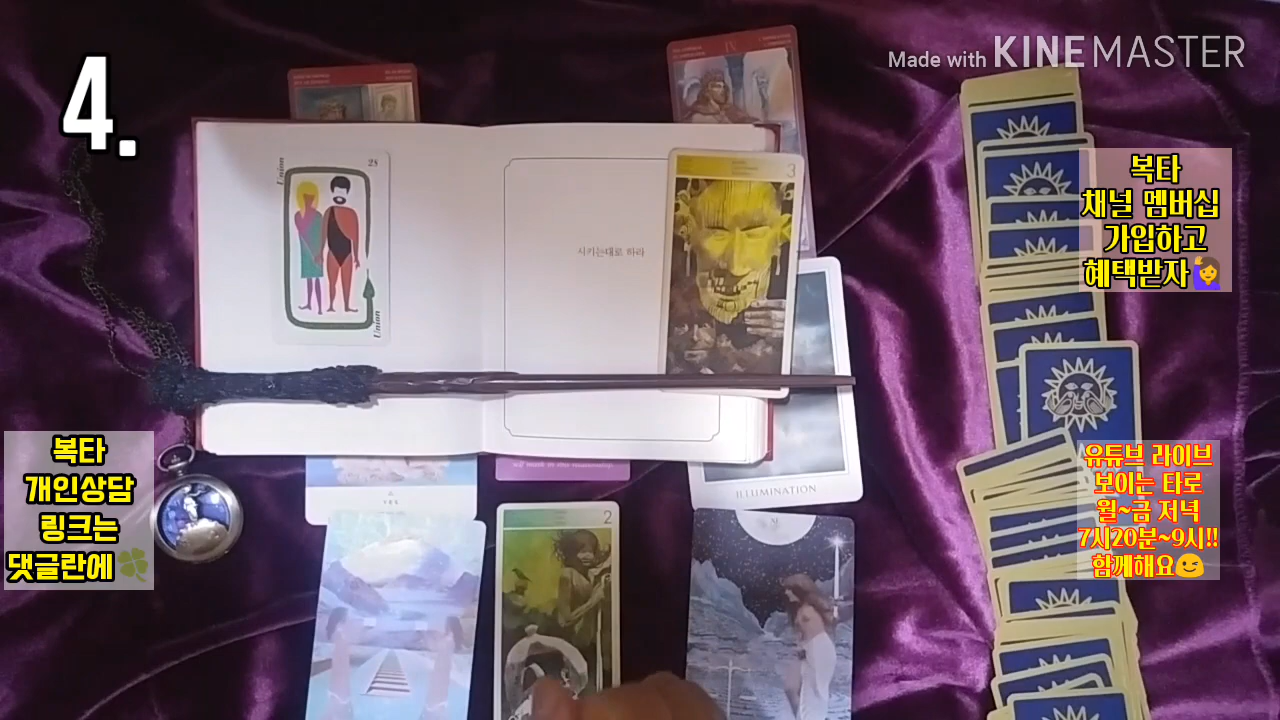 4.
Made with KINEMASTER
IV
Union
28
Union
시키는대로 하라
3
복타
채널 멤버십
가입하고
혜택받자🙋‍♀️
복타
개인상담
링크는
댓글란에🍀
유튜브 라이브
보이는 타로
월~금 저녁
7시20분~9시!!
함께해요😉
ILLUMINATION
2